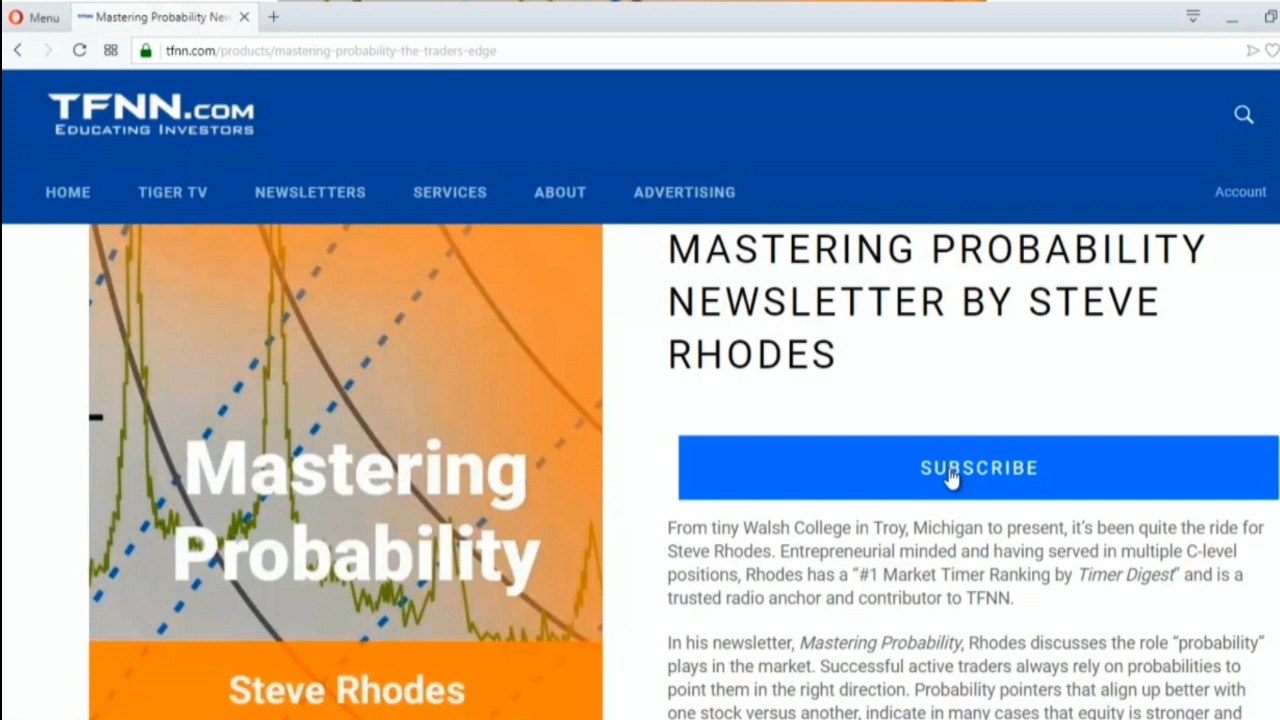 Menu
TFNN Mastering Probability New
tfnn.com/products/mastering-probability-the-traders-edge
TFNN.COM
EDUCATING INVESTORS
HOME TIGER TV NEWSLETTERS SERVICES ABOUT ADVERTISING Account
Mastering
Probability
Steve Rhodes
MASTERING PROBABILITY
NEWSLETTER BY STEVE
RHODES
SUBSCRIBE
From tiny Walsh College in Troy, Michigan to present, it's been quite the ride for
Steve Rhodes. Entrepreneurial minded and having served in multiple C-level
positions, Rhodes has a “#1 Market Timer Ranking by Timer Digest” and is a
trusted radio anchor and contributor to TFNN.
In his newsletter, Mastering Probability, Rhodes discusses the role “probability”
plays in the market. Successful active traders always rely on probabilities to
point them in the right direction. Probability pointers that align up better with
one stock versus another, indicate in many cases that equity is stronger and